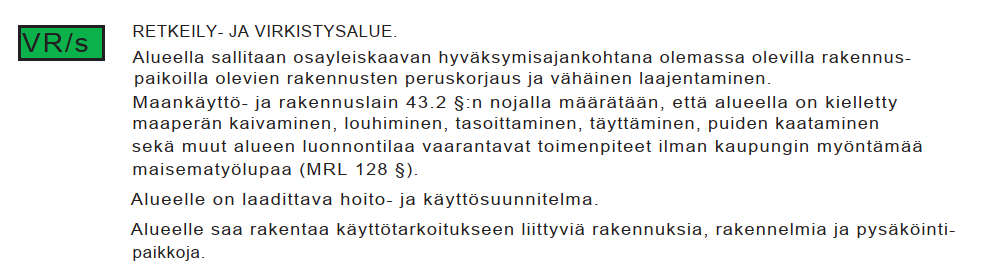 VR/s
RETKEILY- JA VIRKISTYSALUE.
Alueella sallitaan osayleiskaavan hyväksymisajankohtana olemassa olevilla rakennus-
paikoilla olevien rakennusten peruskorjaus ja vähäinen laajentaminen.
Maankäyttö- ja rakennuslain 43.2 §:n nojalla määrätään, että alueella on kielletty
maaperän kaivaminen, louhiminen, tasoittaminen, täyttäminen, puiden kaataminen
sekä muut alueen luonnontilaa vaarantavat toimenpiteet ilman kaupungin myöntämää
maisematyölupaa (MRL 128 §).
Alueelle on laadittava hoito- ja käyttösuunnitelma.
Alueelle saa rakentaa käyttötarkoitukseen liittyviä rakennuksia, rakennelmia ja pysäköinti-
paikkoja.